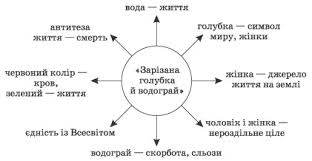 вода — життя
голубка — символ
миру, жінки
жінка — джерело
життя на землі
чоловік і жінка —
нероздільне ціле
водограй — скорбота, сльози
єдність із Всесвітом
червоний колір —
кров,
зелений — життя
антитеза
життя — смерть
«Зарізана
голубка
й водограй»